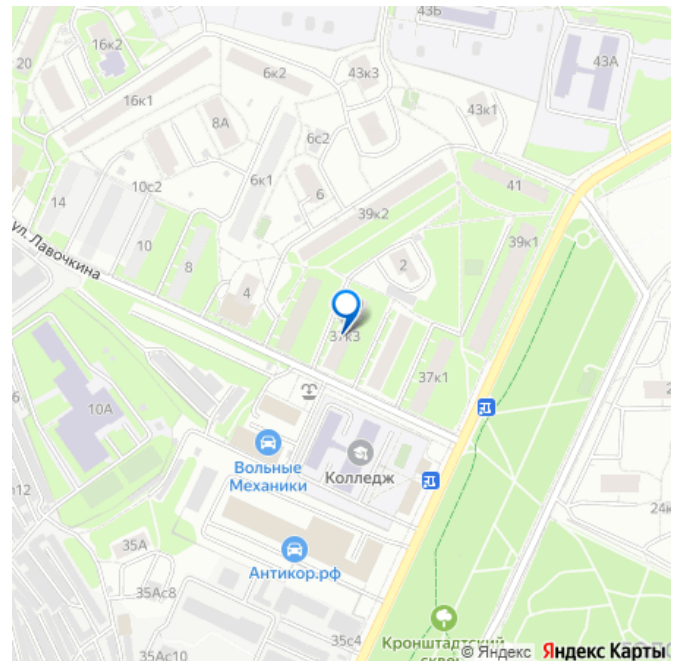 43Б
16к2
20
6к2
43к3
43А
16к1
8А
43к1
6с2
10с2
6к1
6
41
14
39к2
10
39к1
ул. Лавочкина
8
2
4
37к3
37к1
10А
Вольные
Механики
Колледж
35А
Антикор.рф
35Ас8
35с4
Кронштадтский
35Ас10
© Яндекс
Яндекс Карты